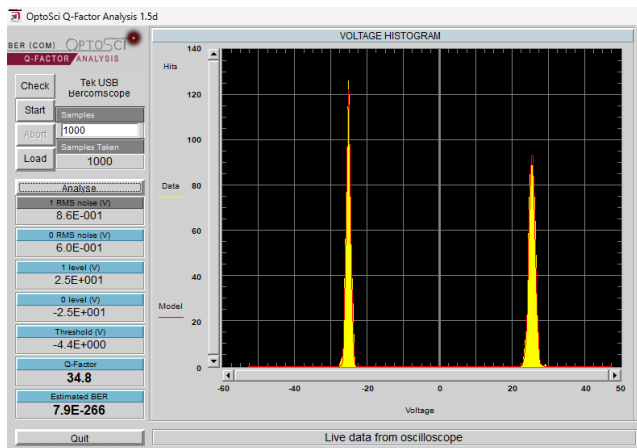 OptoSci Q-Factor Analysis 1.5d
BER (COM) OPTOSCI
Q-FACTOR ANALYSIS
Check
Tek USB
Bercomscope
Start
Samples
1000
Abort
Samples Taken
Load
1000
Analyse
1 RMS noise (V)
8.6E-001
0 RMS noise (V)
6.0E-001
1 level (V)
2.5E+001
0 level (V)
-2.5E+001
Threshold (V)
-4.4E+000
Q-Factor
34.8
Estimated BER
7.9E-266
Quit
VOLTAGE HISTOGRAM
Hits
Data
Model
140
120
100
80
60
40
20
0
-60 -40 -20 0 20 40 50
Voltage
Live data from oscilloscope